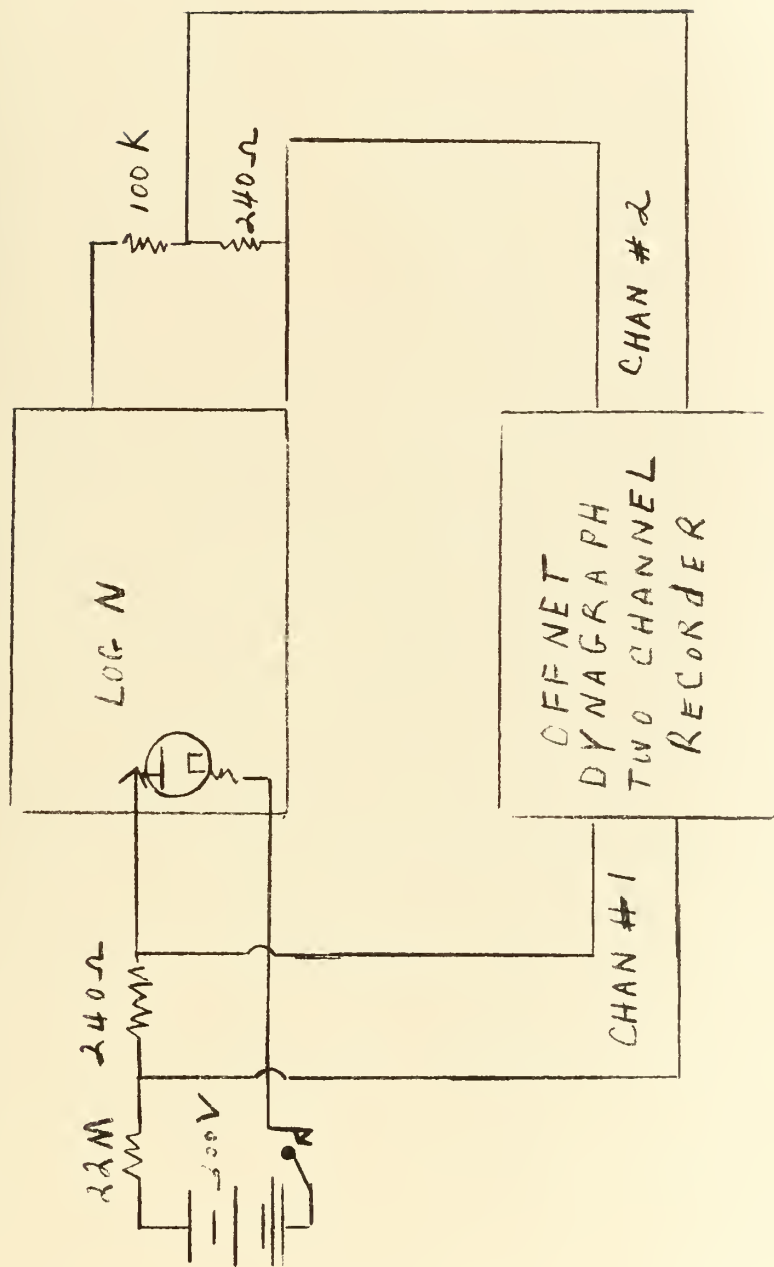 100 K
240 Ω
LOG N
CHAN # 2
OFFNET
DYNAGRAPH
TWO CHANNEL
RECORDER
240 Ω
22M
CHAN # 1